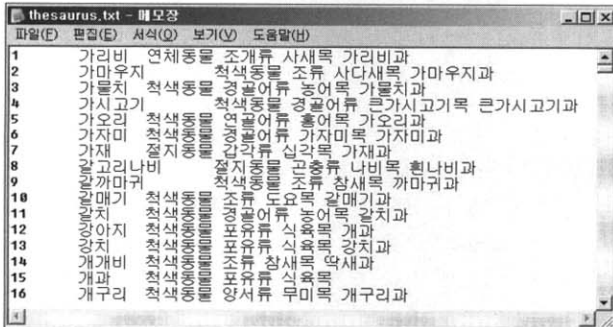 thesaurus.txt - 메모장
파일(F) 편집(E) 서식(O) 보기(V) 도움말(H)
1 가리비 연체동물 조개류 사새목 가리비과
2 가마우지 척색동물 조류 사다새목 가마우지과
3 가물치 척색동물 경골어류 농어목 가물치과
4 가시고기 척색동물 경골어류 큰가시고기목 큰가시고기과
5 가오리 척색동물 연골어류 홍어목 가오리과
6 가자미 척색동물 경골어류 가자미목 가자미과
7 가재 절지동물 갑각류 십각목 가재과
8 갈고리나비 절지동물 곤충류 나비목 흰나비과
9 갈까마귀 척색동물 조류 참새목 까마귀과
10 갈매기 척색동물 조류 도요목 갈매기과
11 갈치 척색동물 경골어류 농어목 갈치과
12 강아지 척색동물 포유류 식육목 개과
13 강치 척색동물 포유류 식육목 강치과
14 개개비 척색동물 조류 참새목 딱새과
15 개과 척색동물 포유류 식육목
16 개구리 척색동물 양서류 무미목 개구리과